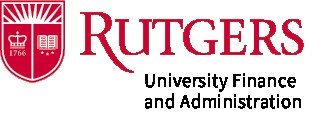 1766
RUTGERS
University Finance
and Administration